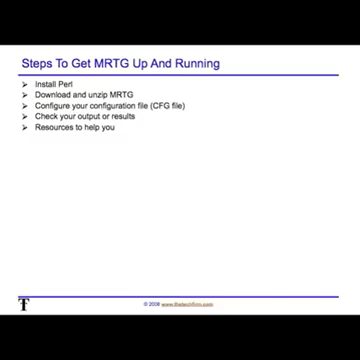 Steps To Get MRTG Up And Running
Install Perl
Download and unzip MRTG
Configure your configuration file (CFG file)
Check your output or results
Resources to help you
© 2008 www.thetechfirm.com